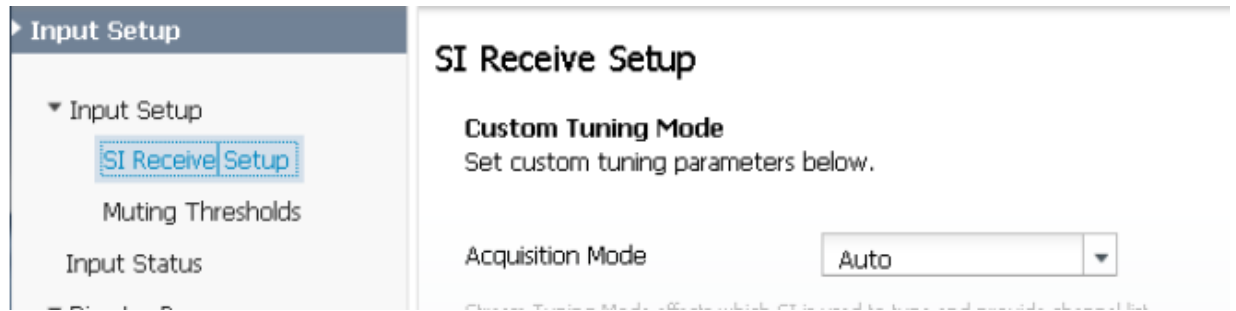 Input Setup
Input Setup
SI Receive Setup
Muting Thresholds
Input Status
SI Receive Setup
Custom Tuning Mode
Set custom tuning parameters below.
Acquisition Mode
Auto